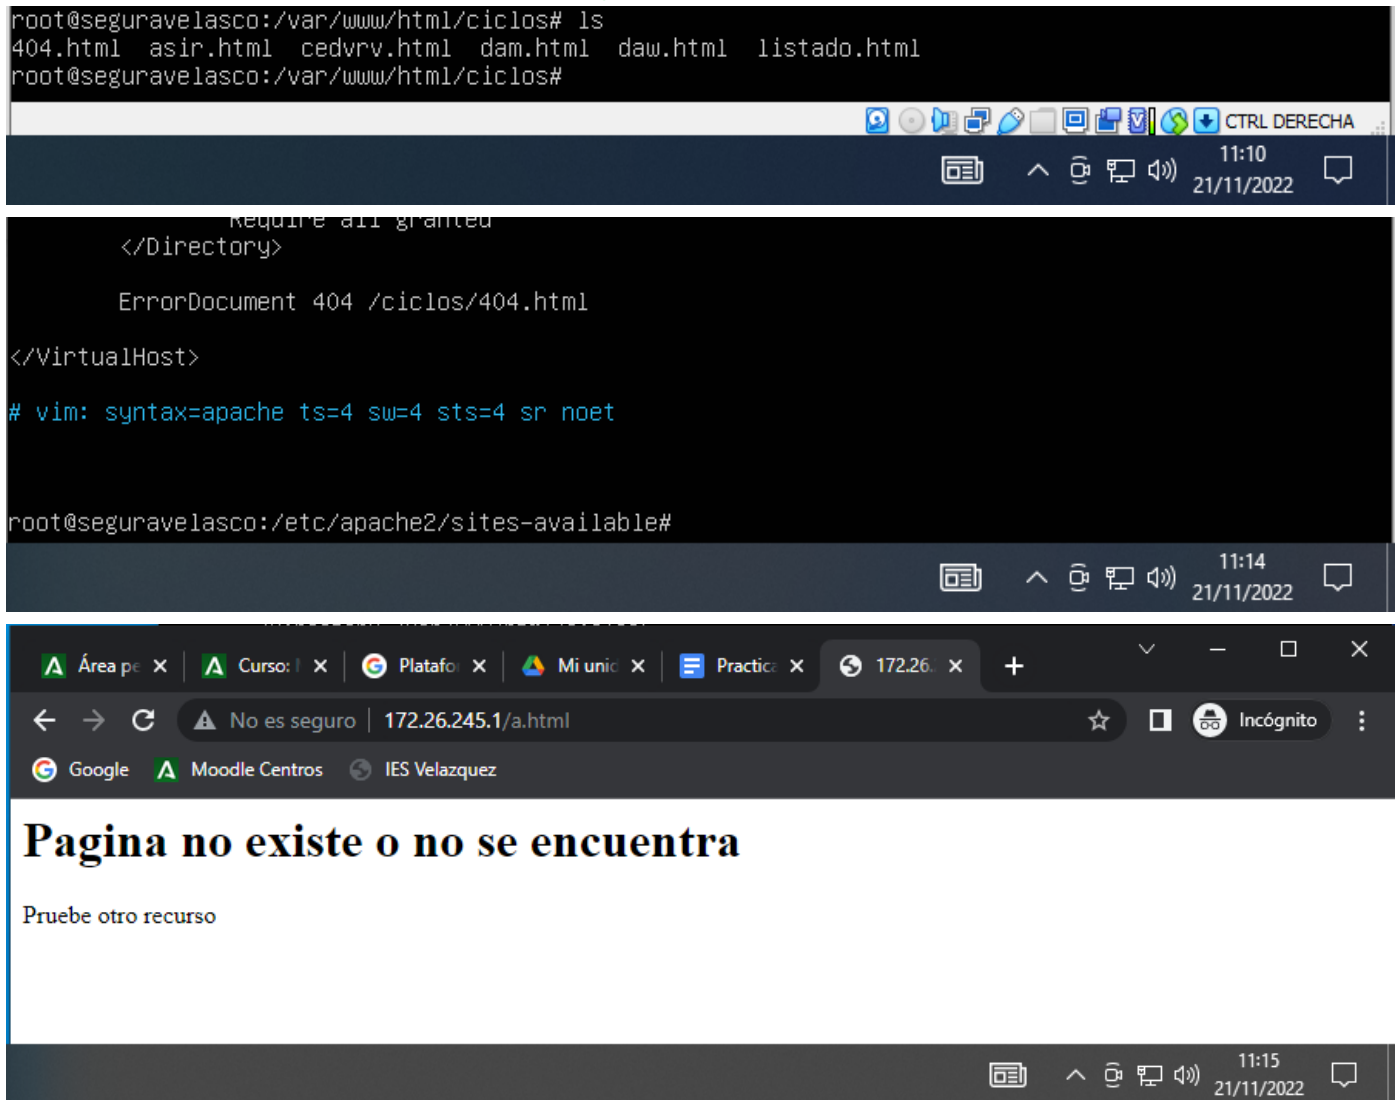 root@seguravelasco:/var/www/html/ciclos# ls
404.html  asir.html  cedvrv.html  dam.html  daw.html  listado.html
root@seguravelasco:/var/www/html/ciclos#
CTRL DERECHA
11:10
21/11/2022
Require all granted
</Directory>
ErrorDocument 404 /ciclos/404.html
</VirtualHost>
# vim: syntax=apache ts=4 sw=4 sts=4 sr noet
root@seguravelasco:/etc/apache2/sites-available#
11:14
21/11/2022
Área pe Curso: Platafo Mi unid Practica 172.26.
No es seguro 172.26.245.1/a.html Incógnito
Google Moodle Centros IES Velazquez
Pagina no existe o no se encuentra
Pruebe otro recurso
11:15
21/11/2022